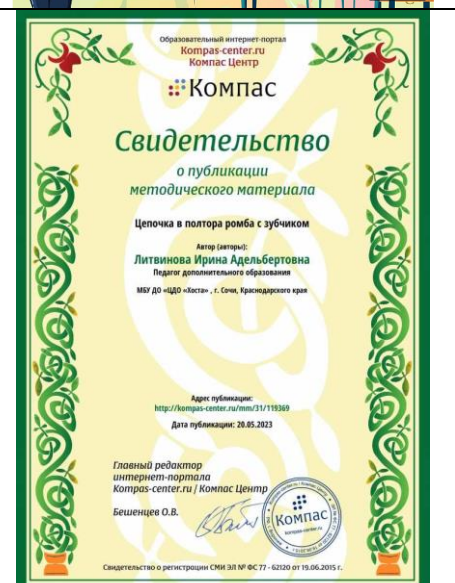 Образовательный интернет-портал
Kompas-center.ru
Компас Центр
Компас
Свидетельство
о публикации
методического материала
Цепочка в полтора ромба с зубчиком
Автор (авторы):
Литвинова Ирина Адельбертовна
Педагог дополнительного образования
МБУ ДО «ЦДО «Хоста» , г. Сочи, Краснодарского края
Адрес публикации:
http://kompas-center.ru/mm/31/119369
Дата публикации: 20.05.2023
Главный редактор
интернет-портала
Kompas-center.ru / Компас Центр
Бешенцев О.В.
Компас
kompas-center.ru
Свидетельство о регистрации СМИ ЭЛ № ФС 77 - 62120 от 19.06.2015 г.